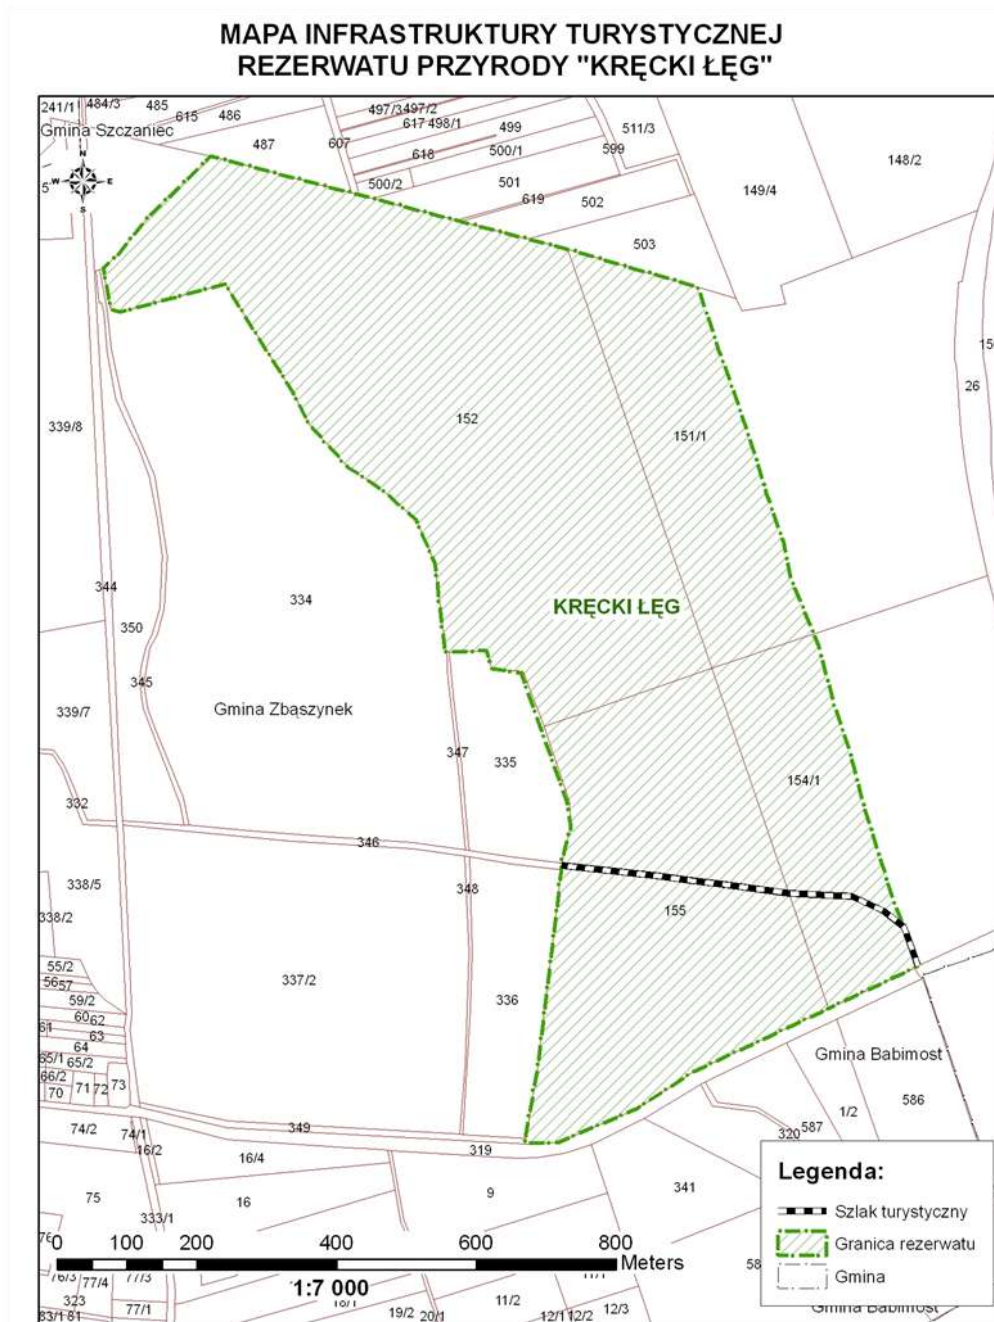 MAPA INFRASTRUKTURY TURYSTYCZNEJ
REZERWATU PRZYRODY "KRĘCKI ŁĘG"
241/1 484/3 485 615 486 497/3 497/2
617 498/1 499 511/3
Gmina Szczaniec
487 607 618 500/1 599 148/2
N
W E
S
5 500/2 501 149/4
619 502
503
26
339/8 152 151/1
344 334 KRĘCKI ŁĘG
350
345
339/7 Gmina Zbąszynek
347 335 154/1
332
346
338/5 348 155
338/2
55/2
56 57 337/2 336
59/2
60 62
61 63
64 Gmina Babimost
65/1 65/2
66/2 71 72 73 586
70 1/2
74/2 74/1 349 320 587
16/2 319
16/4
75 16 9 341
333/1
Legenda:
Szlak turystyczny
Granica rezerwatu
Gmina
0 100 200 400 600 800
Meters
1:7 000
76/3 77/4 77/3
323 77/1 11/2
83/1 81 19/2 20/1 12/1 12/2 12/3
Gmina Babimost